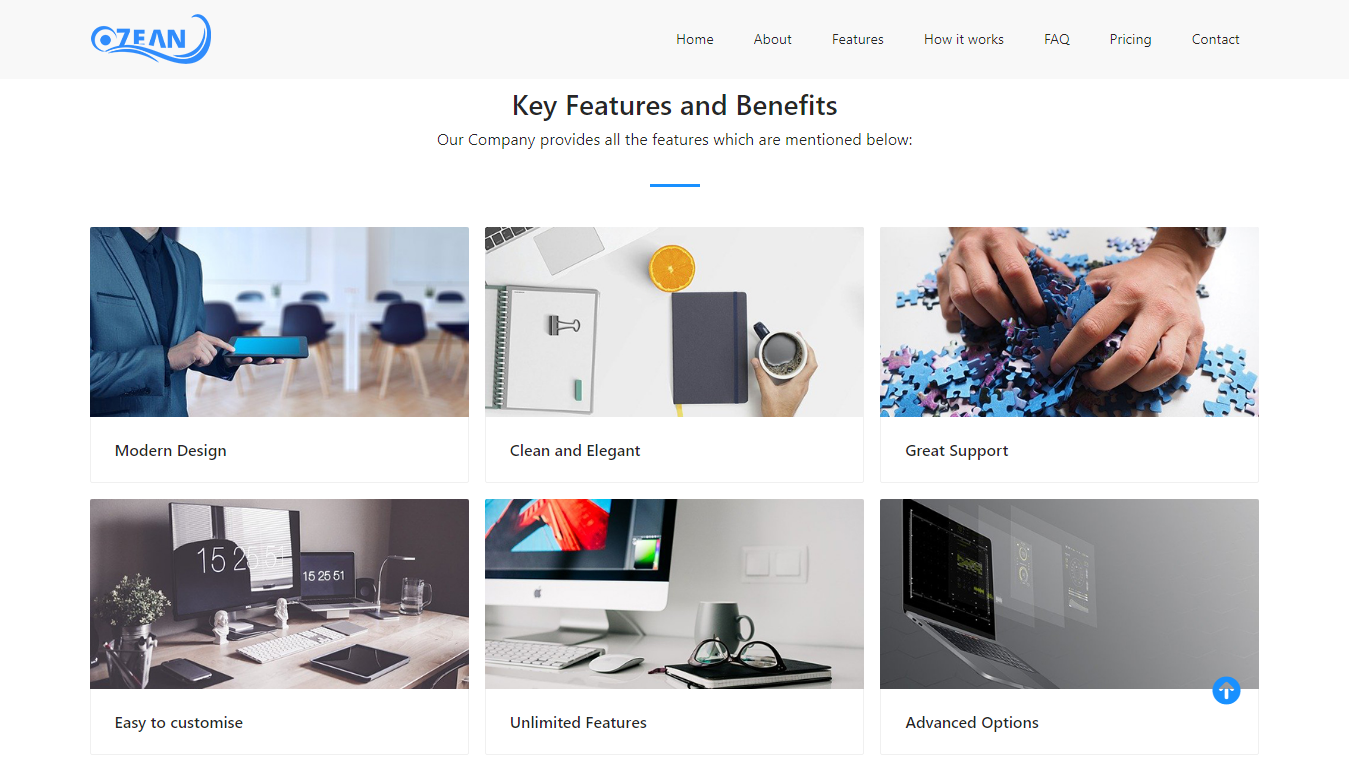 OZEAN
Home About Features How it works FAQ Pricing Contact
Key Features and Benefits
Our Company provides all the features which are mentioned below:
Modern Design
Clean and Elegant
Great Support
15 25 51
15 25 51
Easy to customise
Unlimited Features
Advanced Options